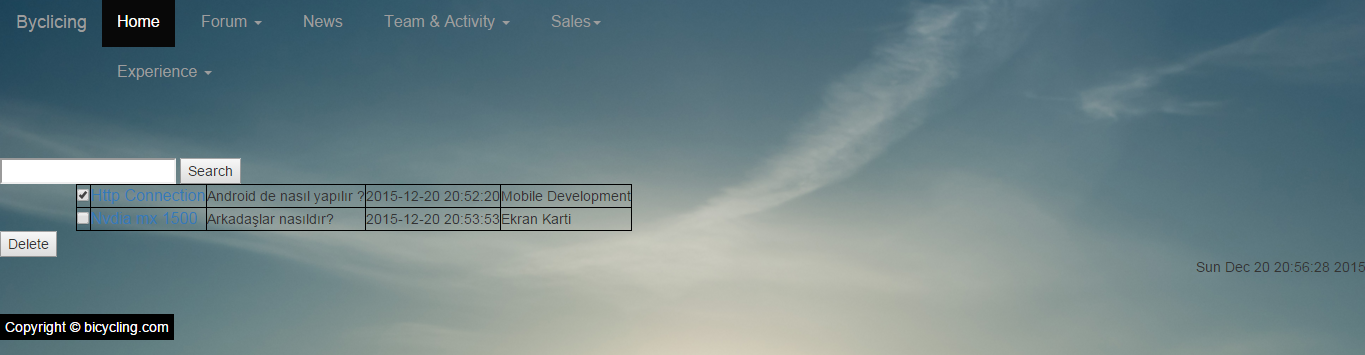 Byclicing Home Forum News Team & Activity Sales
Experience
Search
Http Connection Android de nasıl yapılır ? 2015-12-20 20:52:20 Mobile Development
Nvdia mx 1500 Arkadaşlar nasıldır? 2015-12-20 20:53:53 Ekran Karti
Delete
Sun Dec 20 20:56:28 2015
Copyright © bicycling.com